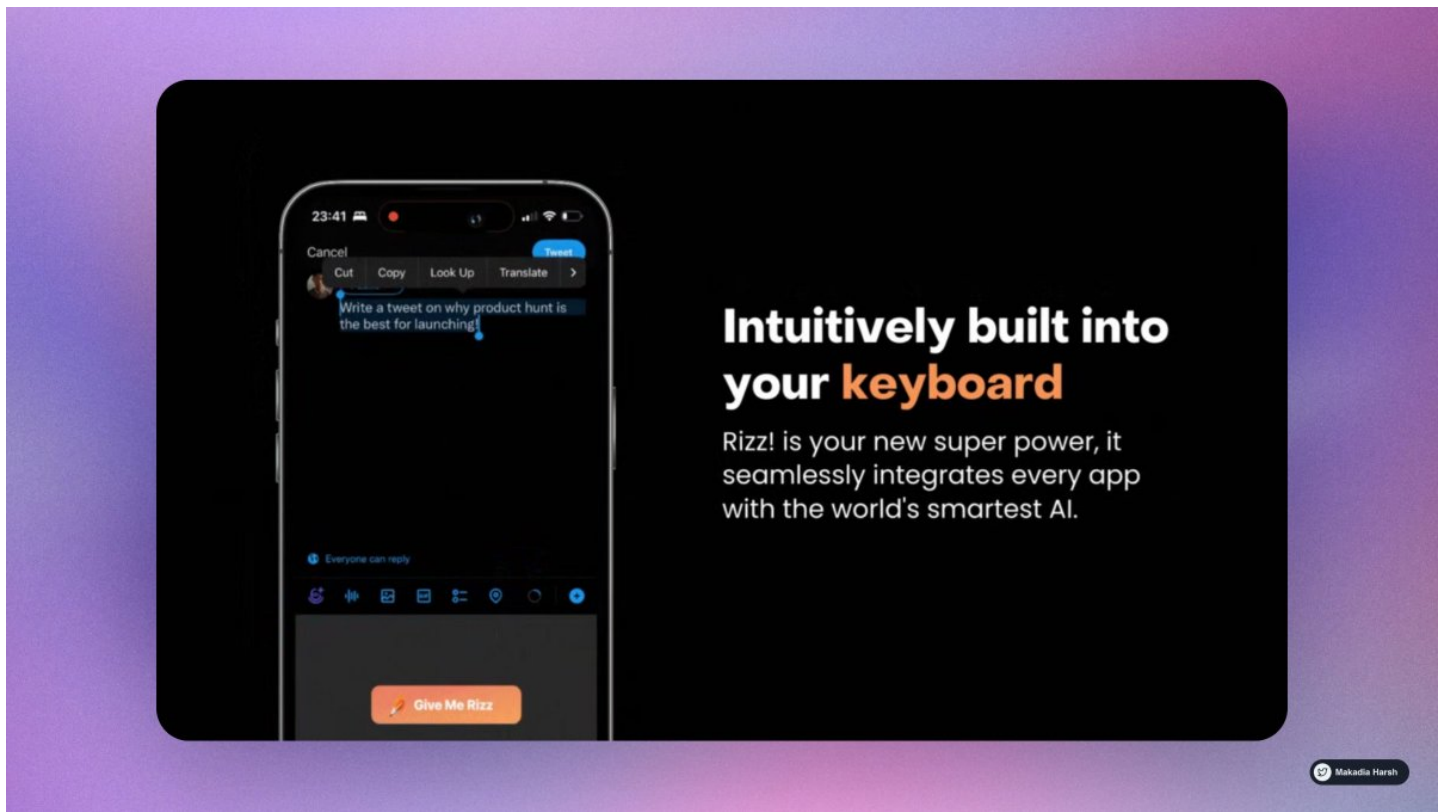 23:41
Cancel
Tweet
Cut Copy Look Up Translate
Write a tweet on why product hunt is
the best for launching!
Everyone can reply
Give Me Rizz
Intuitively built into
your keyboard
Rizz! is your new super power, it
seamlessly integrates every app
with the world's smartest AI.
Makadia Harsh